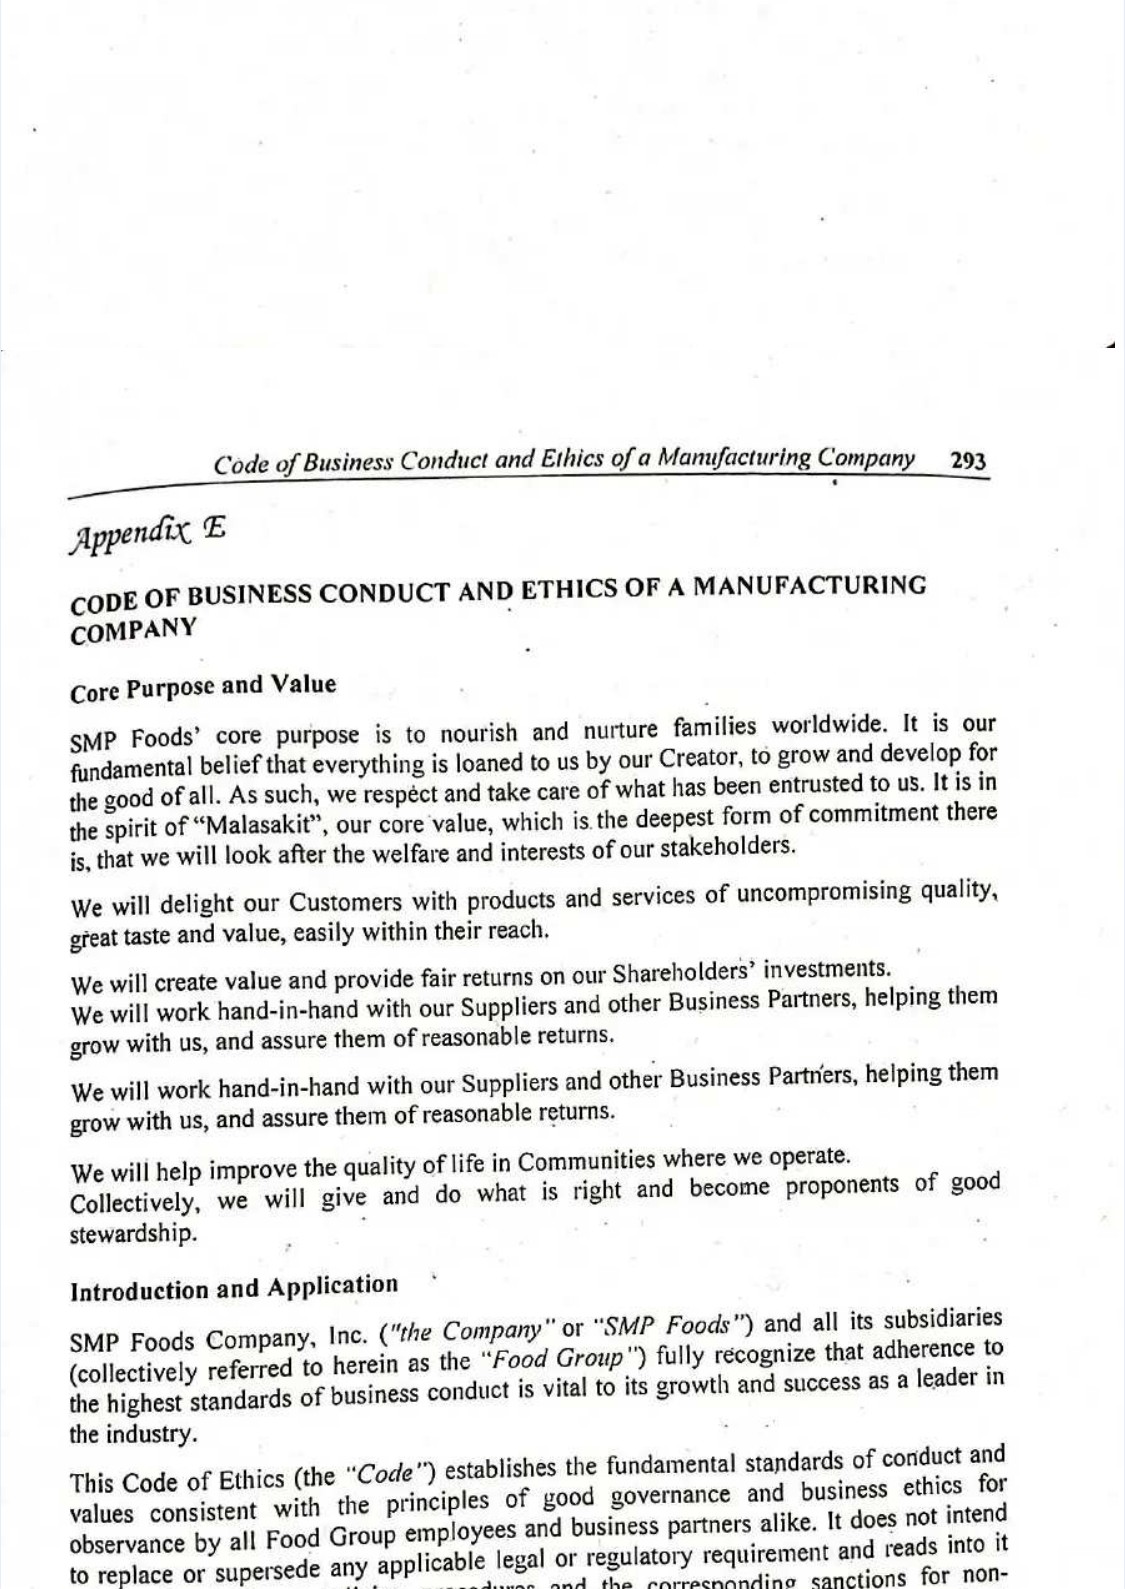 Code of Business Conduct and Ethics of a Manufacturing Company 293
Appendix E
CODE OF BUSINESS CONDUCT AND ETHICS OF A MANUFACTURING
COMPANY
Core Purpose and Value
SMP Foods' core purpose is to nourish and nurture families worldwide. It is our
fundamental belief that everything is loaned to us by our Creator, to grow and develop for
the good of all. As such, we respect and take care of what has been entrusted to us. It is in
the spirit of "Malasakit", our core value, which is the deepest form of commitment there
is, that we will look after the welfare and interests of our stakeholders.
We will delight our Customers with products and services of uncompromising quality,
great taste and value, easily within their reach.
We will create value and provide fair returns on our Shareholders' investments.
We will work hand-in-hand with our Suppliers and other Business Partners, helping them
grow with us, and assure them of reasonable returns.
We will work hand-in-hand with our Suppliers and other Business Partners, helping them
grow with us, and assure them of reasonable returns.
We will help improve the quality of life in Communities where we operate.
Collectively, we will give and do what is right and become proponents of good
stewardship.
Introduction and Application
SMP Foods Company, Inc. ("the Company" or "SMP Foods") and all its subsidiaries
(collectively referred to herein as the "Food Group") fully recognize that adherence to
the highest standards of business conduct is vital to its growth and success as a leader in
the industry.
This Code of Ethics (the "Code") establishes the fundamental standards of conduct and
values consistent with the principles of good governance and business ethics for
observance by all Food Group employees and business partners alike. It does not intend
to replace or supersede any applicable legal or regulatory requirement and reads into it
and the corresponding sanctions for non-